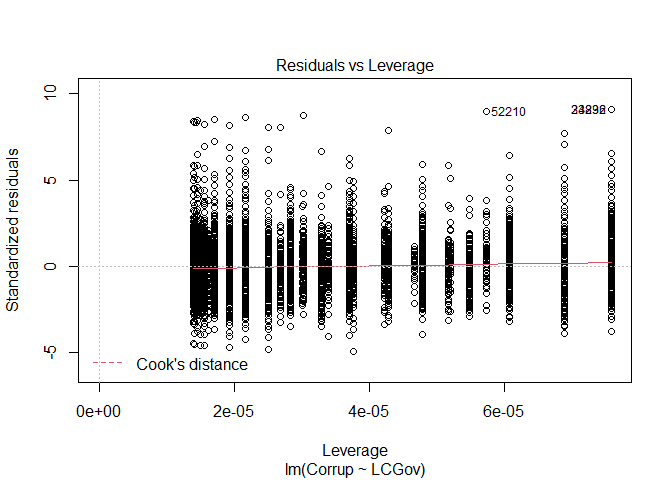 Residuals vs Leverage
Standardized residuals
10
5
0
-5
52210
Cook's distance
0e+00 2e-05 4e-05 6e-05
Leverage
lm(Corrup ~ LCGov)